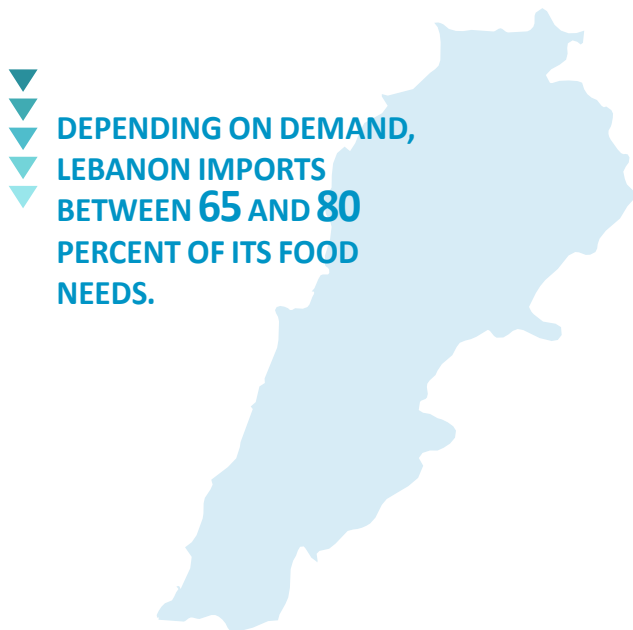 DEPENDING ON DEMAND,
LEBANON IMPORTS
BETWEEN 65 AND 80
PERCENT OF ITS FOOD
NEEDS.